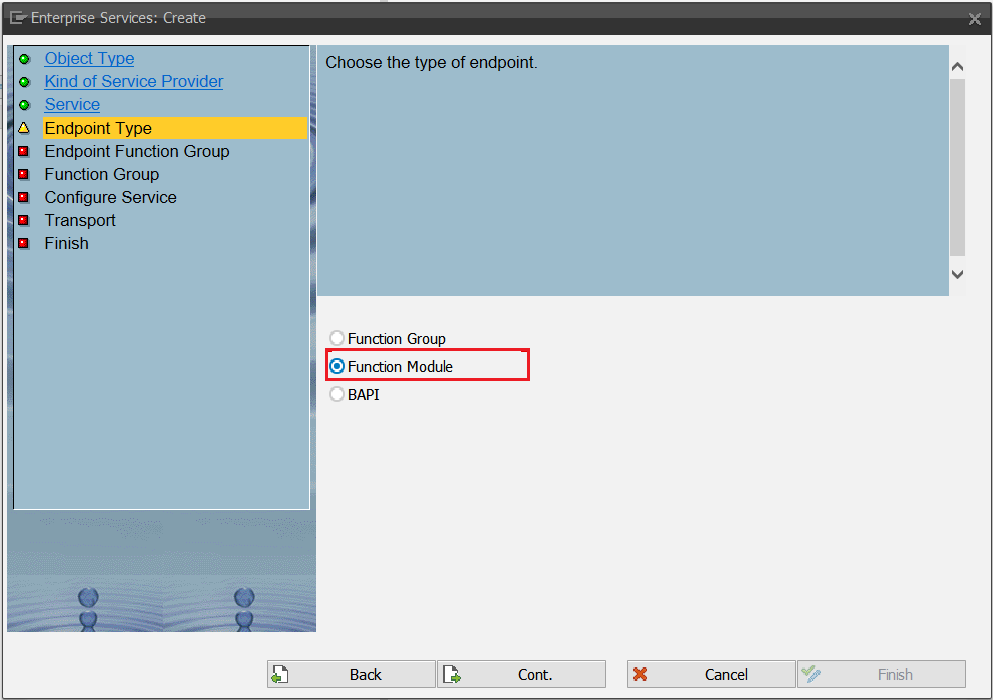 Enterprise Services: Create
Object Type
Kind of Service Provider
Service
Endpoint Type
Endpoint Function Group
Function Group
Configure Service
Transport
Finish
Choose the type of endpoint.
Function Group
Function Module
BAPI
Back
Cont.
Cancel
Finish